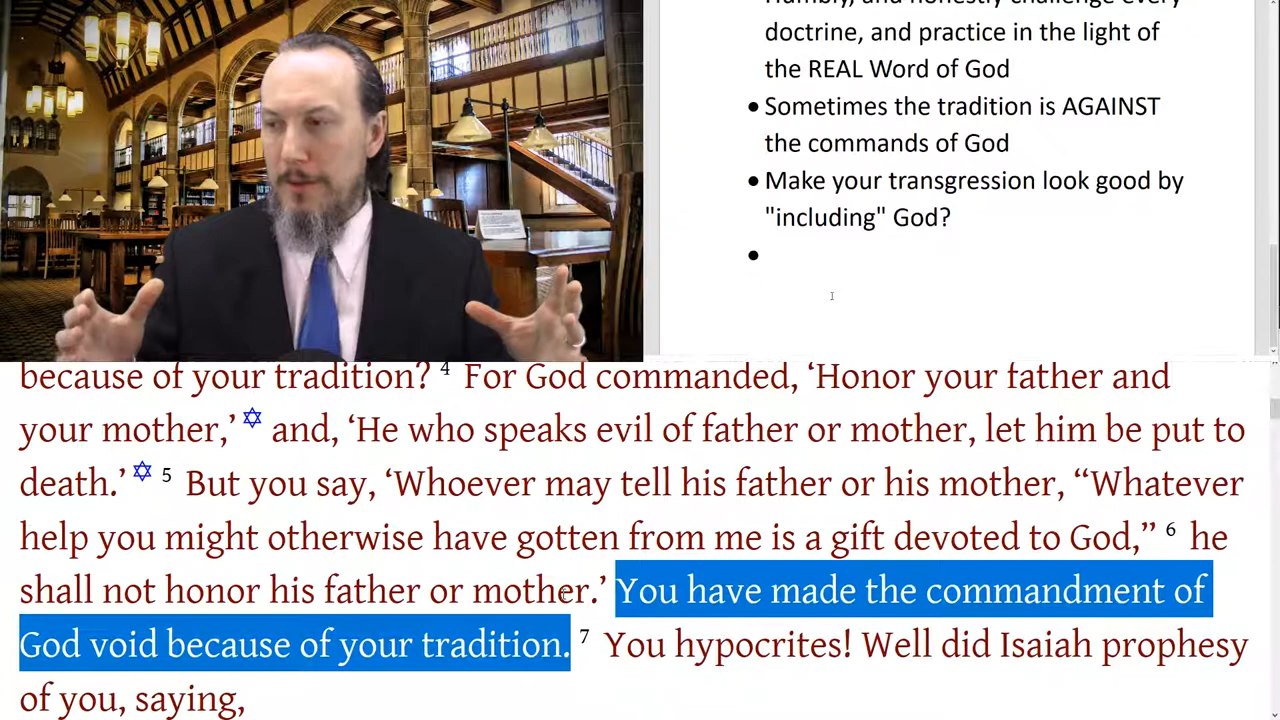 Humbly, and honestly challenge every
doctrine, and practice in the light of
the REAL Word of God
• Sometimes the tradition is AGAINST
the commands of God
• Make your transgression look good by
"including" God?
•
because of your tradition? 4 For God commanded, ‘Honor your father and
your mother,’✡ and, ‘He who speaks evil of father or mother, let him be put to
death.’✡ 5 But you say, ‘Whoever may tell his father or his mother, “Whatever
help you might otherwise have gotten from me is a gift devoted to God,” 6 he
shall not honor his father or mother.’ You have made the commandment of
God void because of your tradition. 7 You hypocrites! Well did Isaiah prophesy
of you, saying,